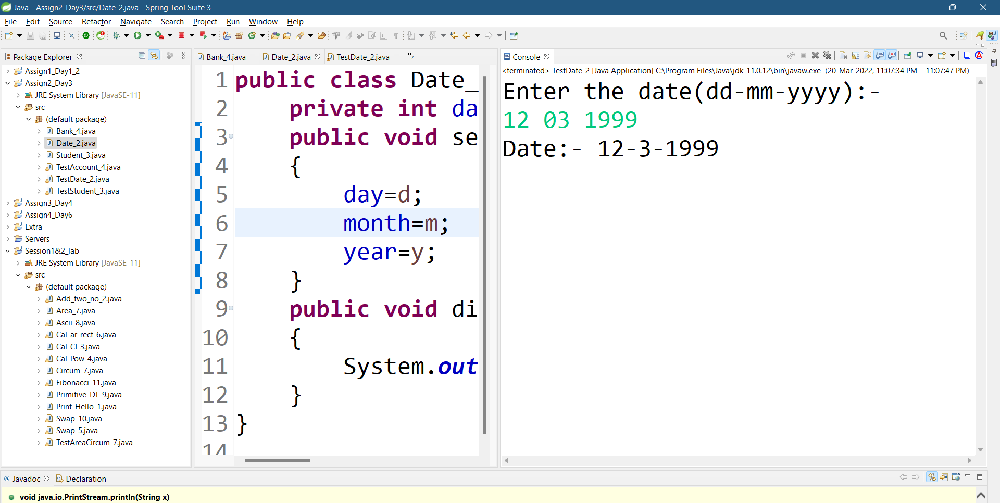 Java - Assign2_Day3/src/Date_2.java - Spring Tool Suite 3
File Edit Source Refactor Navigate Search Project Run Window Help
Package Explorer
Assign1_Day1_2
Assign2_Day3
JRE System Library [JavaSE-11]
src
(default package)
Bank_4.java
Date_2.java
Student_3.java
TestAccount_4.java
TestDate_2.java
TestStudent_3.java
Assign3_Day4
Assign4_Day6
Extra
Servers
Session1&2_lab
JRE System Library [JavaSE-11]
src
(default package)
Add_two_no_2.java
Area_7.java
Ascii_8.java
Cal_ar_rect_6.java
Cal_CI_3.java
Cal_Pow_4.java
Circum_7.java
Fibonacci_11.java
Primitive_DT_9.java
Print_Hello_1.java
Swap_10.java
Swap_5.java
TestAreaCircum_7.java
Bank_4.java Date_2.java TestDate_2.java »7
1 public class Date_
2 private int da
3 public void se
4 {
5 day=d;
6 month=m;
7 year=y;
8 }
9 public void di
10 {
11 System.out
12 }
13 }
14
Console
<terminated> TestDate_2 [Java Application] C:\Program Files\Java\jdk-11.0.12\bin\javaw.exe (20-Mar-2022, 11:07:34 PM – 11:07:47 PM)
Enter the date(dd-mm-yyyy):-
12 03 1999
Date:- 12-3-1999
@ Javadoc Declaration
void java.io.PrintStream.println(String x)